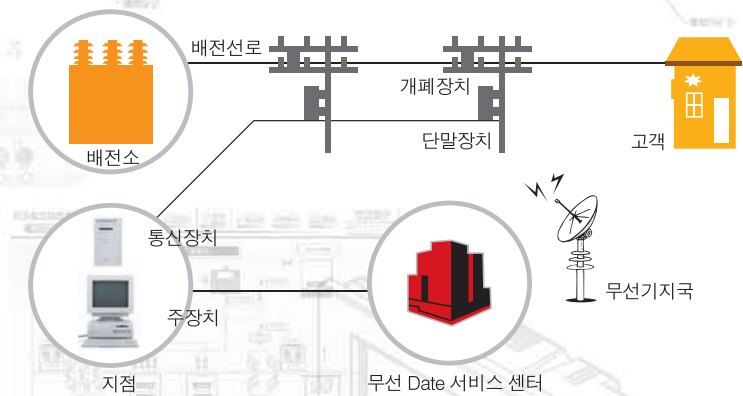 배전선로
개폐장치
배전소
단말장치
고객
통신장치
무선기지국
주장치
지점
무선 Date 서비스 센터